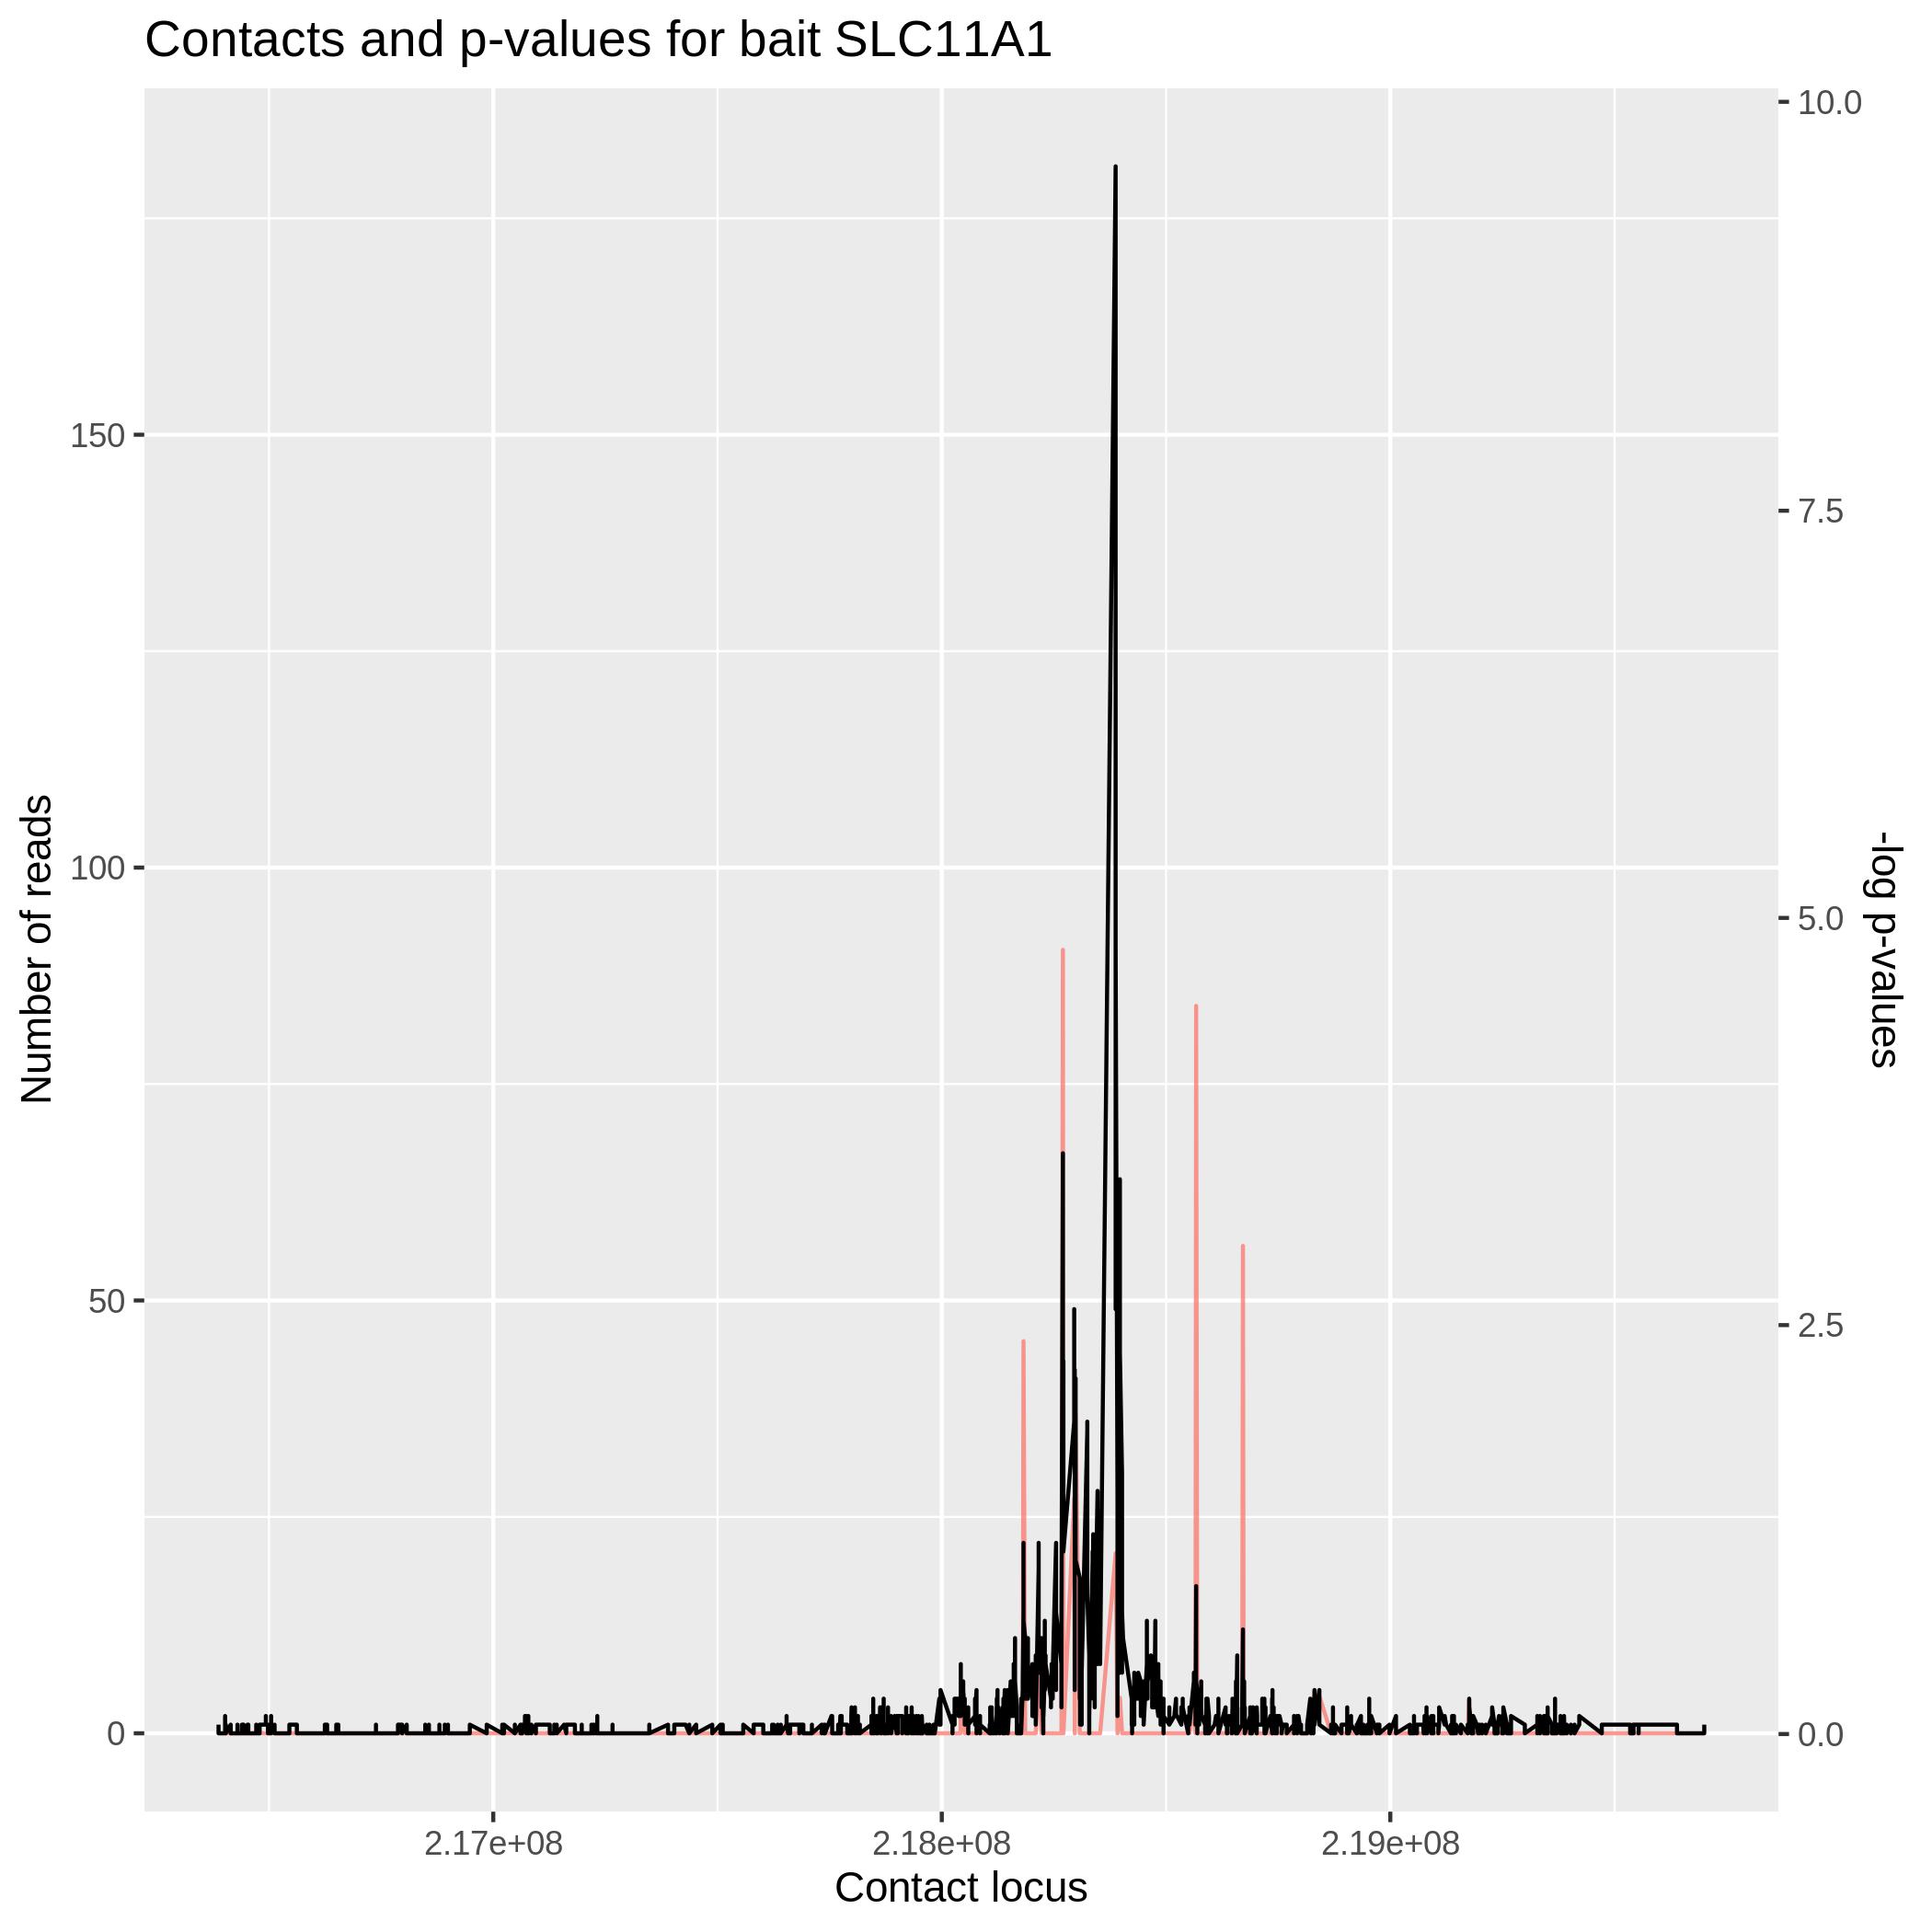 Contacts and p-values for bait SLC11A1
Number of reads
150
100
50
0
10.0
7.5
5.0
2.5
0.0
-log p-values
2.17e+08
2.18e+08
2.19e+08
Contact locus